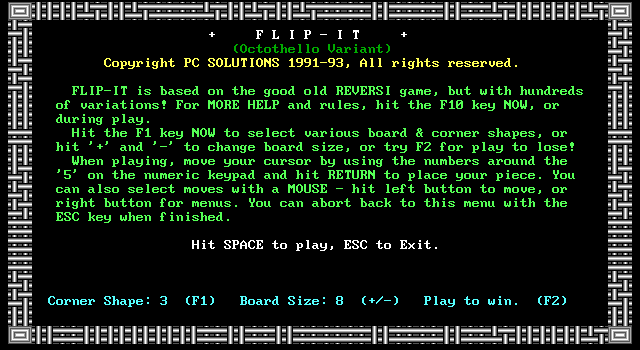 + F L I P - I T +
(Octothello Variant)
Copyright PC SOLUTIONS 1991-93, All rights reserved.
FLIP-IT is based on the good old REVERSI game, but with hundreds
of variations! For MORE HELP and rules, hit the F10 key NOW, or
during play.
Hit the F1 key NOW to select various board & corner shapes, or
hit '+' and '-' to change board size, or try F2 for play to lose!
When playing, move your cursor by using the numbers around the
'5' on the numeric keypad and hit RETURN to place your piece. You
can also select moves with a MOUSE - hit left button to move, or
right button for menus. You can abort back to this menu with the
ESC key when finished.
Hit SPACE to play, ESC to Exit.
Corner Shape: 3 (F1) Board Size: 8 (+/-) Play to win. (F2)